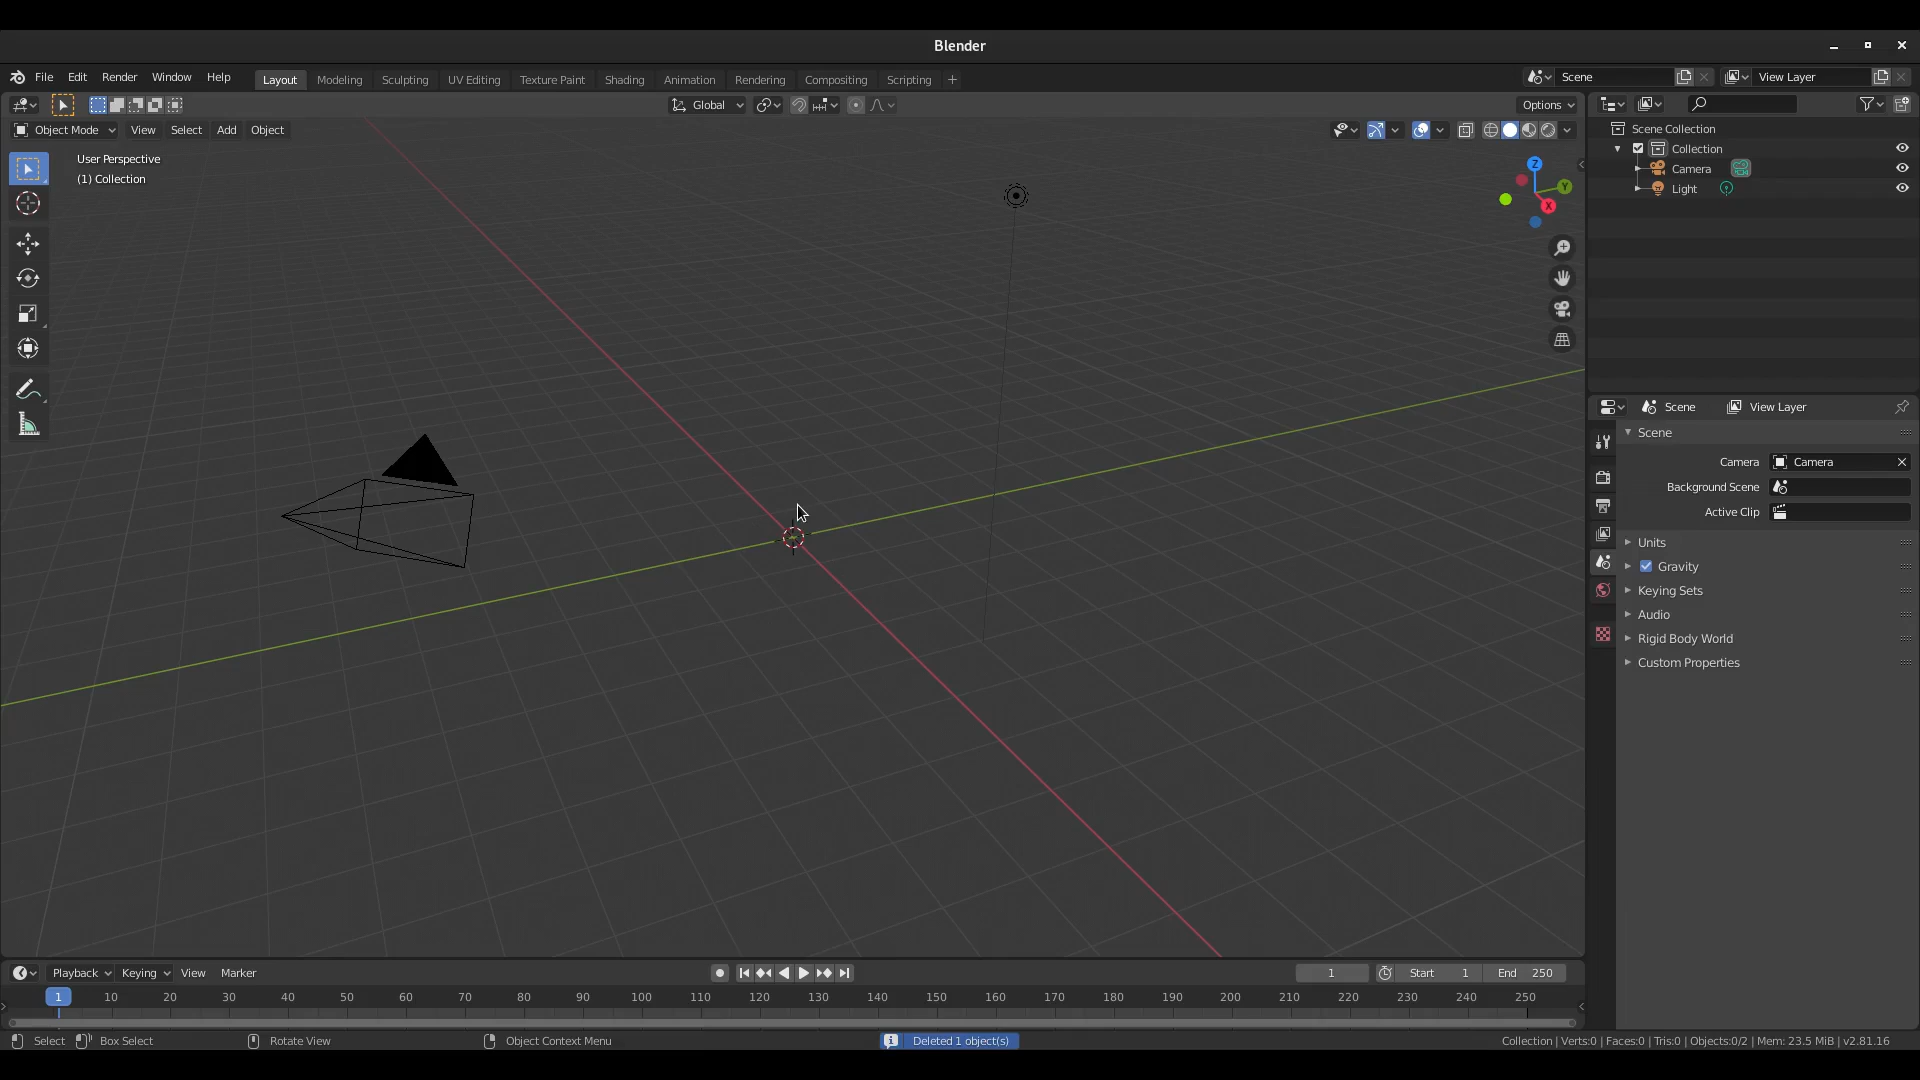 Blender
File Edit Render Window Help Layout Modeling Sculpting UV Editing Texture Paint Shading Animation Rendering Compositing Scripting Scene View Layer
Global Options
Object Mode View Select Add Object
User Perspective
(1) Collection
Z
Y
X
Scene Collection
Collection
Camera
Light
Scene View Layer
Scene
Camera Camera
Background Scene
Active Clip
Units
Gravity
Keying Sets
Audio
Rigid Body World
Custom Properties
Playback Keying View Marker 1 Start 1 End 250
1 10 20 30 40 50 60 70 80 90 100 110 120 130 140 150 160 170 180 190 200 210 220 230 240 250
Select Box Select Rotate View Object Context Menu Deleted 1 object(s) Collection | Verts:0 | Faces:0 | Tris:0 | Objects:0/2 | Mem: 23.5 MiB | v2.81.16